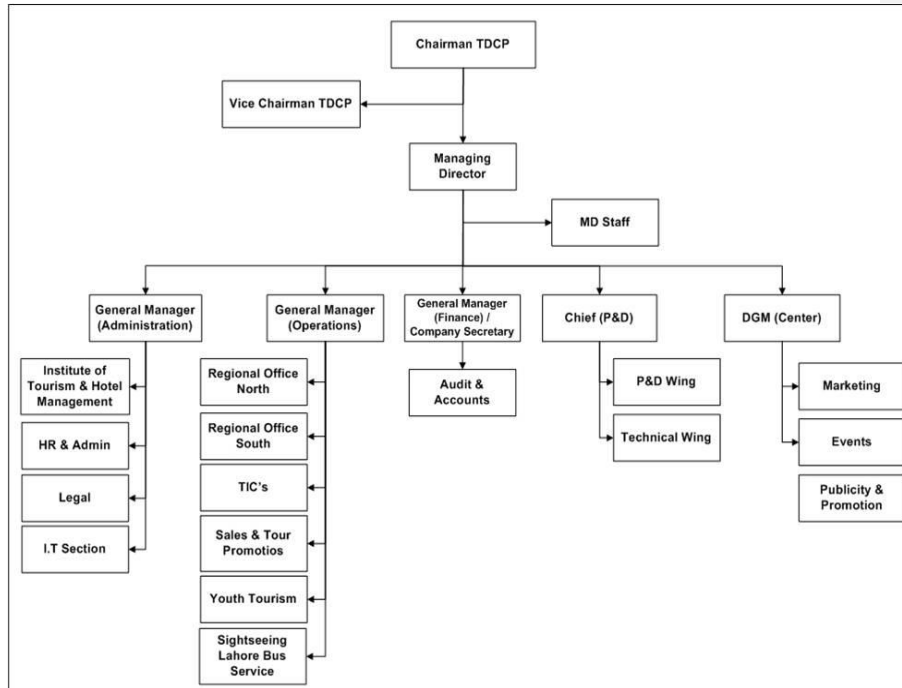 Chairman TDCP
Vice Chairman TDCP
Managing
Director
MD Staff
General Manager
(Administration)
General Manager
(Operations)
General Manager
(Finance) /
Company Secretary
Chief (P&D)
DGM (Center)
Institute of
Tourism & Hotel
Management
HR & Admin
Legal
I.T Section
Regional Office
North
Regional Office
South
TIC's
Sales & Tour
Promotios
Youth Tourism
Sightseeing
Lahore Bus
Service
Audit &
Accounts
P&D Wing
Technical Wing
Marketing
Events
Publicity &
Promotion